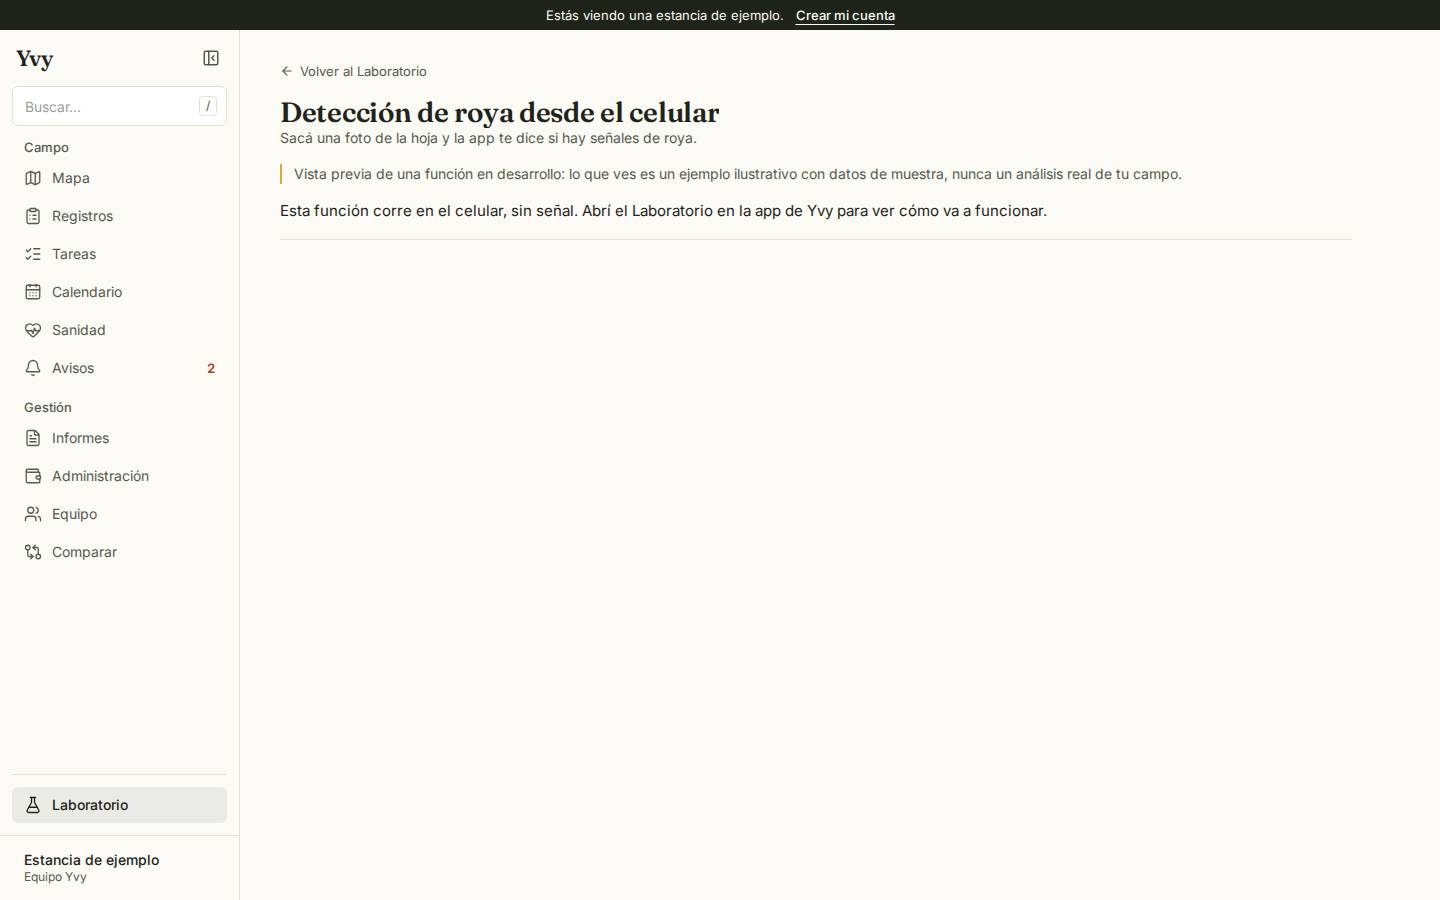 Estás viendo una estancia de ejemplo. Crear mi cuenta
Yvy
Buscar... /
Campo
Mapa
Registros
Tareas
Calendario
Sanidad
Avisos 2
Gestión
Informes
Administración
Equipo
Comparar
Laboratorio
Estancia de ejemplo
Equipo Yvy
Volver al Laboratorio
Detección de roya desde el celular
Sacá una foto de la hoja y la app te dice si hay señales de roya.
Vista previa de una función en desarrollo: lo que ves es un ejemplo ilustrativo con datos de muestra, nunca un análisis real de tu campo.
Esta función corre en el celular, sin señal. Abrí el Laboratorio en la app de Yvy para ver cómo va a funcionar.